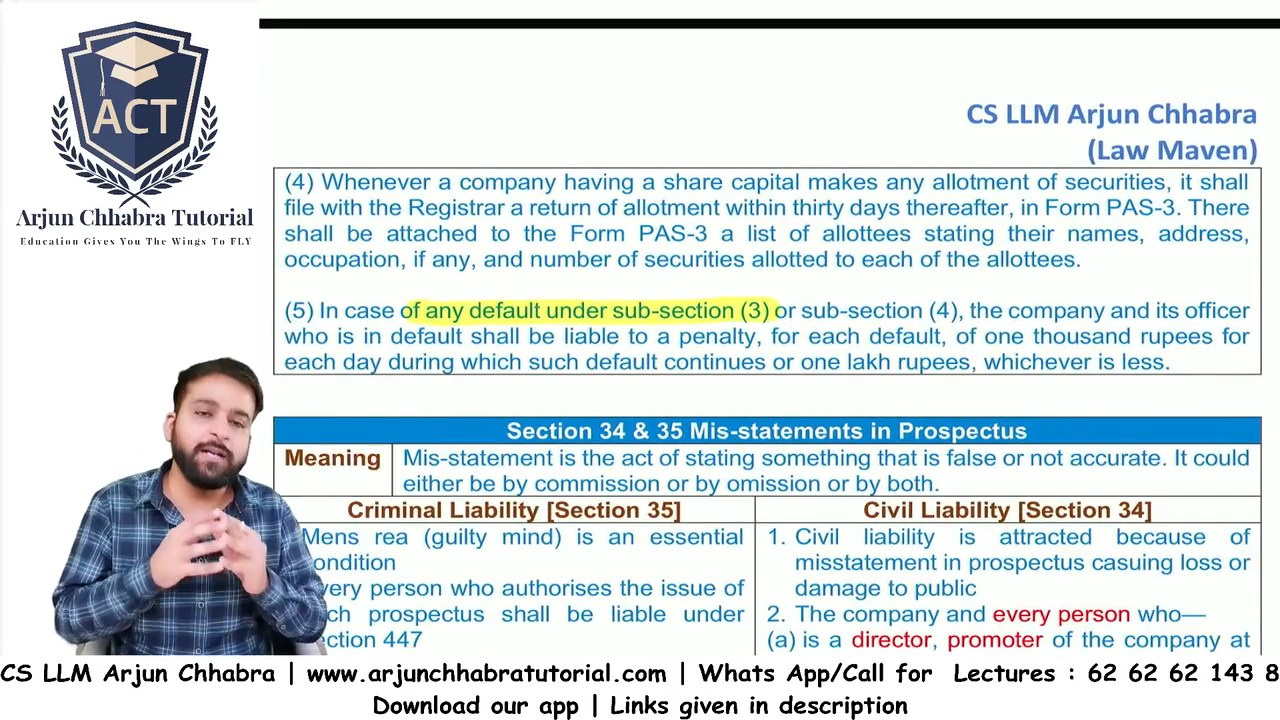 ACT
Arjun Chhabra Tutorial
Education Gives You The Wings To FLY
CS LLM Arjun Chhabra
(Law Maven)
(4) Whenever a company having a share capital makes any allotment of securities, it shall
file with the Registrar a return of allotment within thirty days thereafter, in Form PAS-3. There
shall be attached to the Form PAS-3 a list of allottees stating their names, address,
occupation, if any, and number of securities allotted to each of the allottees.
(5) In case of any default under sub-section (3) or sub-section (4), the company and its officer
who is in default shall be liable to a penalty, for each default, of one thousand rupees for
each day during which such default continues or one lakh rupees, whichever is less.
Section 34 & 35 Mis-statements in Prospectus
Meaning
Mis-statement is the act of stating something that is false or not accurate. It could
either be by commission or by omission or by both.
Criminal Liability [Section 35]
Mens rea (guilty mind) is an essential
ondition
very person who authorises the issue of
ch prospectus shall be liable under
ection 447
Civil Liability [Section 34]
1. Civil liability is attracted because of
misstatement in prospectus casuing loss or
damage to public
2. The company and every person who—
(a) is a director, promoter of the company at
CS LLM Arjun Chhabra | www.arjunchhabratutorial.com | Whats App/Call for Lectures : 62 62 62 143 8
Download our app | Links given in description